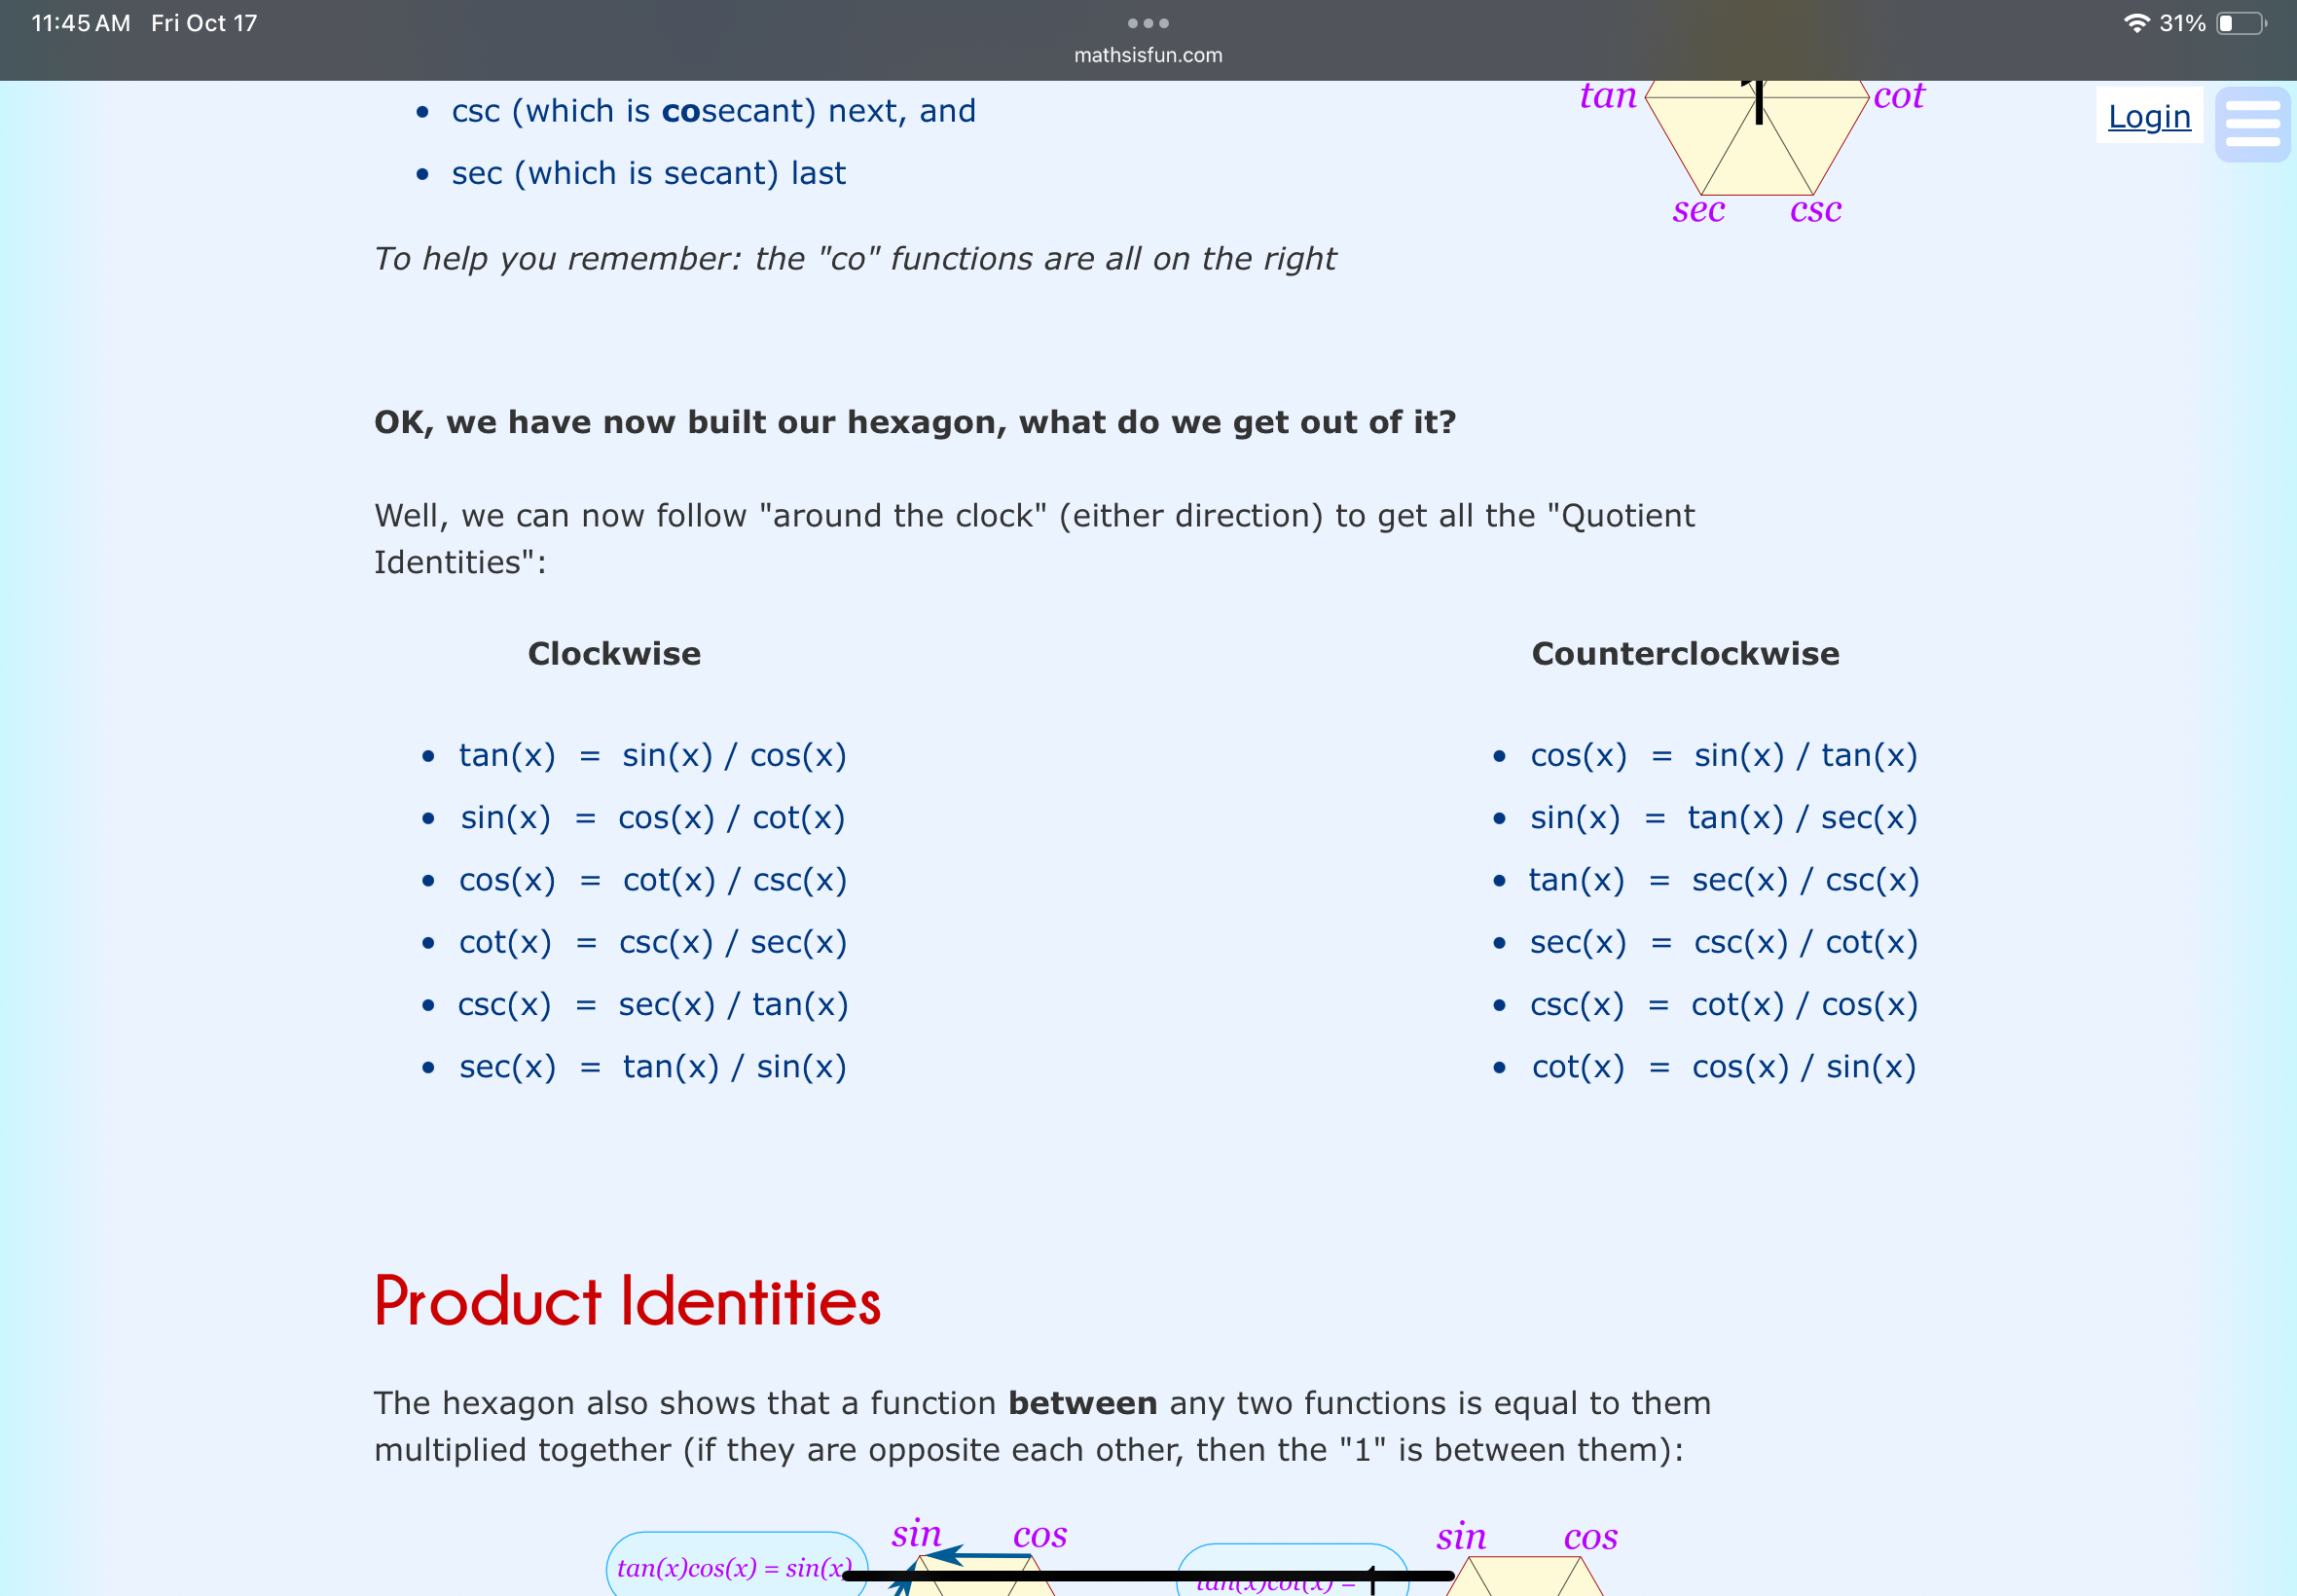 11:45 AM Fri Oct 17
31%
mathsisfun.com
tan
cot
Login
csc (which is cosecant) next, and
sec (which is secant) last
sec
csc
To help you remember: the "co" functions are all on the right
OK, we have now built our hexagon, what do we get out of it?
Well, we can now follow "around the clock" (either direction) to get all the "Quotient
Identities":
Clockwise
tan(x) = sin(x) / cos(x)
sin(x) = cos(x) / cot(x)
cos(x) = cot(x) / csc(x)
cot(x) = csc(x) / sec(x)
csc(x) = sec(x) / tan(x)
sec(x) = tan(x) / sin(x)
Counterclockwise
cos(x) = sin(x) / tan(x)
sin(x) = tan(x) / sec(x)
tan(x) = sec(x) / csc(x)
sec(x) = csc(x) / cot(x)
csc(x) = cot(x) / cos(x)
cot(x) = cos(x) / sin(x)
Product Identities
The hexagon also shows that a function between any two functions is equal to them
multiplied together (if they are opposite each other, then the "1" is between them):
sin
cos
tan(x)cos(x) = sin(x)
sin
cos
tan(x)cot(x) = 1